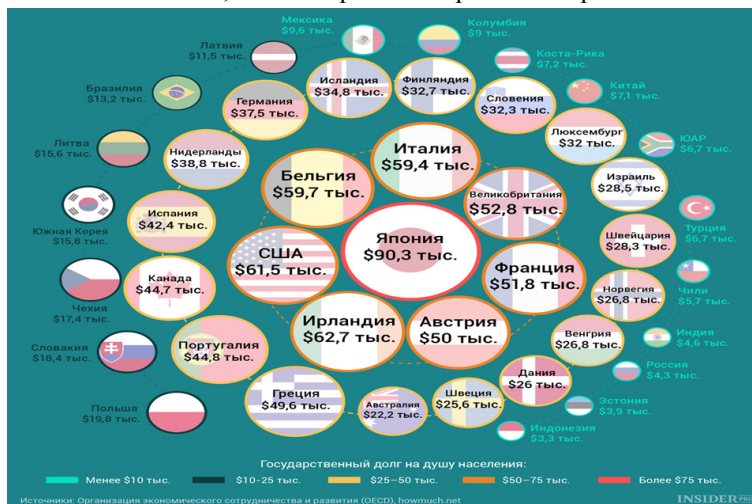 Мексика
$9,6 тыс.
Колумбия
$9 тыс.
Латвия
$11,5 тыс.
Коста-Рика
$7,2 тыс.
Исландия
$34,8 тыс.
Финляндия
$32,7 тыс.
Бразилия
$13,2 тыс.
Германия
$37,5 тыс.
Словения
$32,3 тыс.
Китай
$7,1 тыс.
Люксембург
$32 тыс.
Литва
$15,6 тыс.
Нидерланды
$38,8 тыс.
Италия
$59,4 тыс.
ЮАР
$6,7 тыс.
Бельгия
$59,7 тыс.
Израиль
$28,5 тыс.
Великобритания
$52,8 тыс.
Южная Корея
$15,8 тыс.
Испания
$42,4 тыс.
Япония
$90,3 тыс.
Турция
$6,7 тыс.
США
$61,5 тыс.
Швейцария
$28,3 тыс.
Франция
$51,8 тыс.
Чехия
$17,4 тыс.
Канада
$44,7 тыс.
Норвегия
$26,8 тыс.
Чили
$5,7 тыс.
Ирландия
$62,7 тыс.
Австрия
$50 тыс.
Словакия
$18,4 тыс.
Португалия
$44,8 тыс.
Венгрия
$26,8 тыс.
Индия
$4,6 тыс.
Дания
$26 тыс.
Россия
$4,3 тыс.
Польша
$19,8 тыс.
Греция
$49,6 тыс.
Австралия
$22,2 тыс.
Швеция
$25,6 тыс.
Эстония
$3,9 тыс.
Индонезия
$3,3 тыс.
Государственный долг на душу населения:
Менее $10 тыс. $10-25 тыс. $25–50 тыс. $50–75 тыс. Более $75 тыс.
Источники: Организация экономического сотрудничества и развития (OECD), howmuch.net
INSIDER